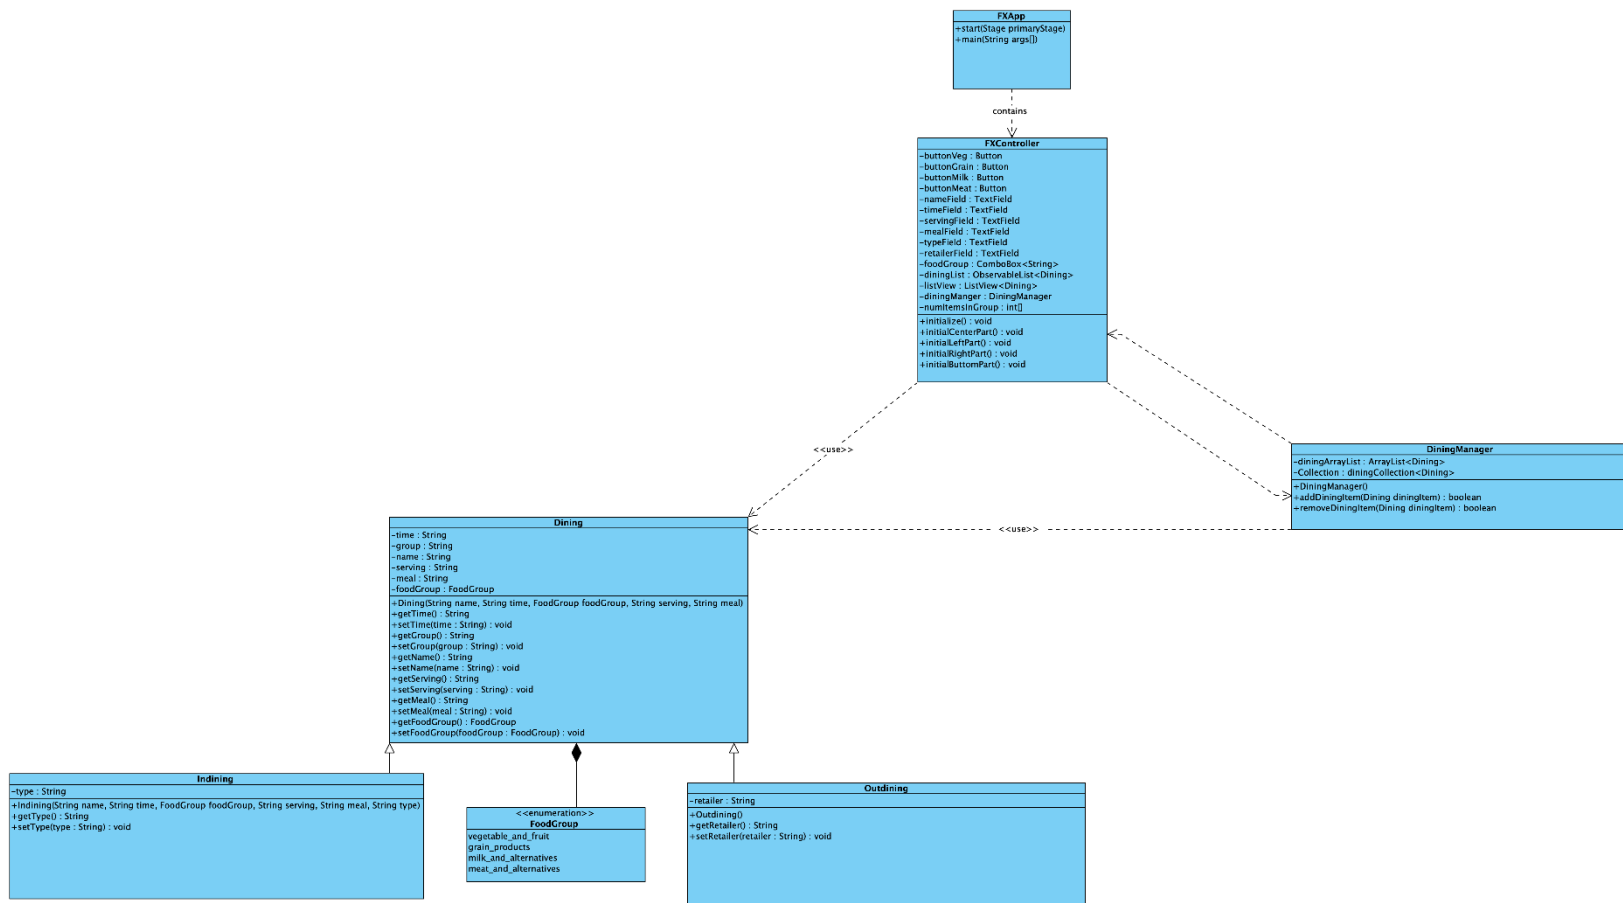 FXApp
+start(Stage primaryStage)
+main(String args[])
contains
FXController
-buttonVeg : Button
-buttonGrain : Button
-buttonMilk : Button
-buttonMeat : Button
-nameField : TextField
-timeField : TextField
-servingField : TextField
-mealField : TextField
-typeField : TextField
-retailerField : TextField
-foodGroup : ComboBox<String>
-diningList : ObservableList<Dining>
-listView : ListView<Dining>
-diningManger : DiningManager
-numItemsInGroup : int[]
+initialize() : void
+initialCenterPart() : void
+initialLeftPart() : void
+initialRightPart() : void
+initialButtomPart() : void
<<use>>
DiningManager
-diningArrayList : ArrayList<Dining>
-Collection : diningCollection<Dining>
+DiningManager()
+addDiningItem(Dining diningItem) : boolean
+removeDiningItem(Dining diningItem) : boolean
<<use>>
Dining
-time : String
-group : String
-name : String
-serving : String
-meal : String
-foodGroup : FoodGroup
+Dining(String name, String time, FoodGroup foodGroup, String serving, String meal)
+getTime() : String
+setTime(time : String) : void
+getGroup() : String
+setGroup(group : String) : void
+getName() : String
+setName(name : String) : void
+getServing() : String
+setServing(serving : String) : void
+getMeal() : String
+setMeal(meal : String) : void
+getFoodGroup() : FoodGroup
+setFoodGroup(foodGroup : FoodGroup) : void
Indining
-type : String
+Indining(String name, String time, FoodGroup foodGroup, String serving, String meal, String type)
+getType() : String
+setType(type : String) : void
<<enumeration>>
FoodGroup
vegetable_and_fruit
grain_products
milk_and_alternatives
meat_and_alternatives
Outdining
-retailer : String
+Outdining()
+getRetailer() : String
+setRetailer(retailer : String) : void